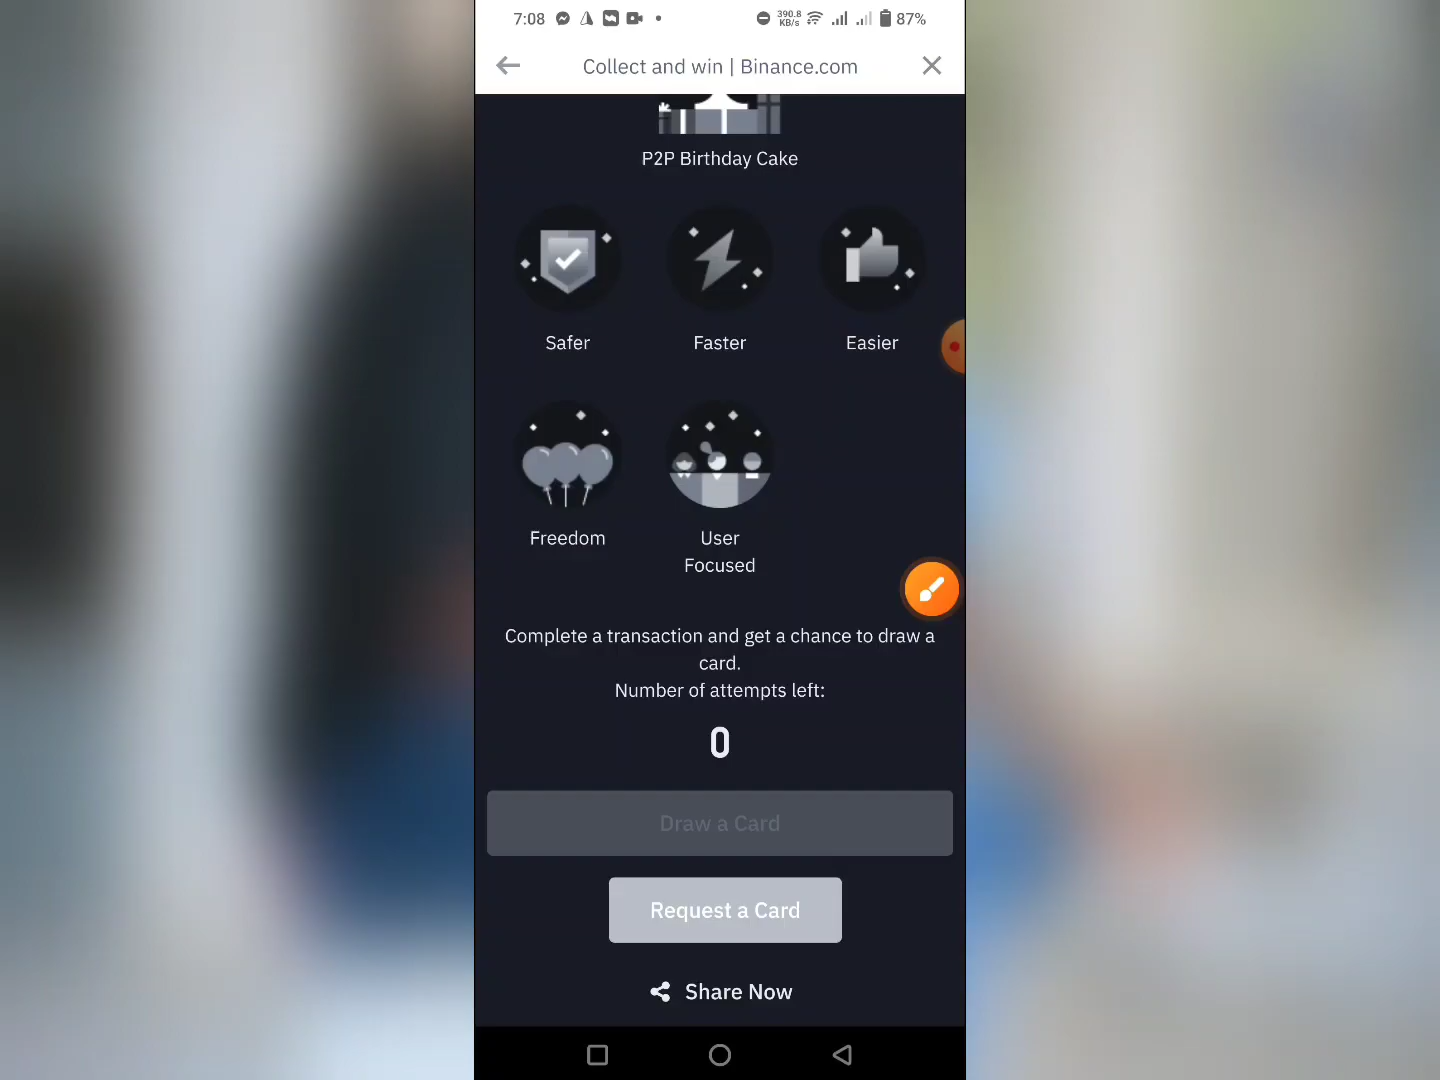 7:08
390.8
KB/s
87%
Collect and win | Binance.com
P2P Birthday Cake
Safer
Faster
Easier
Freedom
User
Focused
Complete a transaction and get a chance to draw a
card.
Number of attempts left:
0
Draw a Card
Request a Card
Share Now